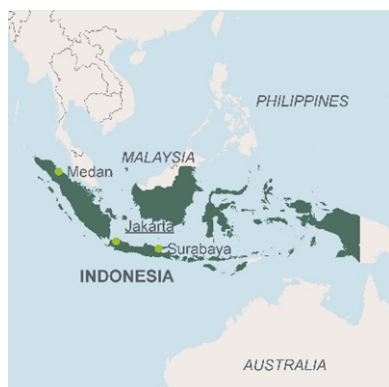 PHILIPPINES
MALAYSIA
Medan
Jakarta
Surabaya
INDONESIA
AUSTRALIA